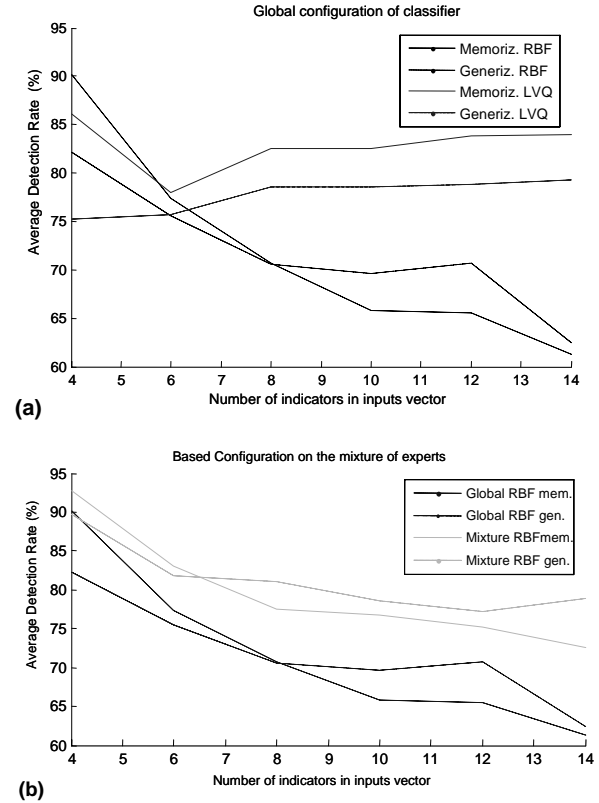 Global configuration of classifier
Memoriz. RBF
Generiz. RBF
Memoriz. LVQ
Generiz. LVQ
Average Detection Rate (%)
95
90
85
80
75
70
65
60
4 5 6 7 8 9 10 11 12 13 14
Number of indicators in inputs vector
(a)
Based Configuration on the mixture of experts
Global RBF mem.
Global RBF gen.
Mixture RBFmem.
Mixture RBF gen.
Average Detection Rate (%)
95
90
85
80
75
70
65
60
4 5 6 7 8 9 10 11 12 13 14
Number of indicators in inputs vector
(b)